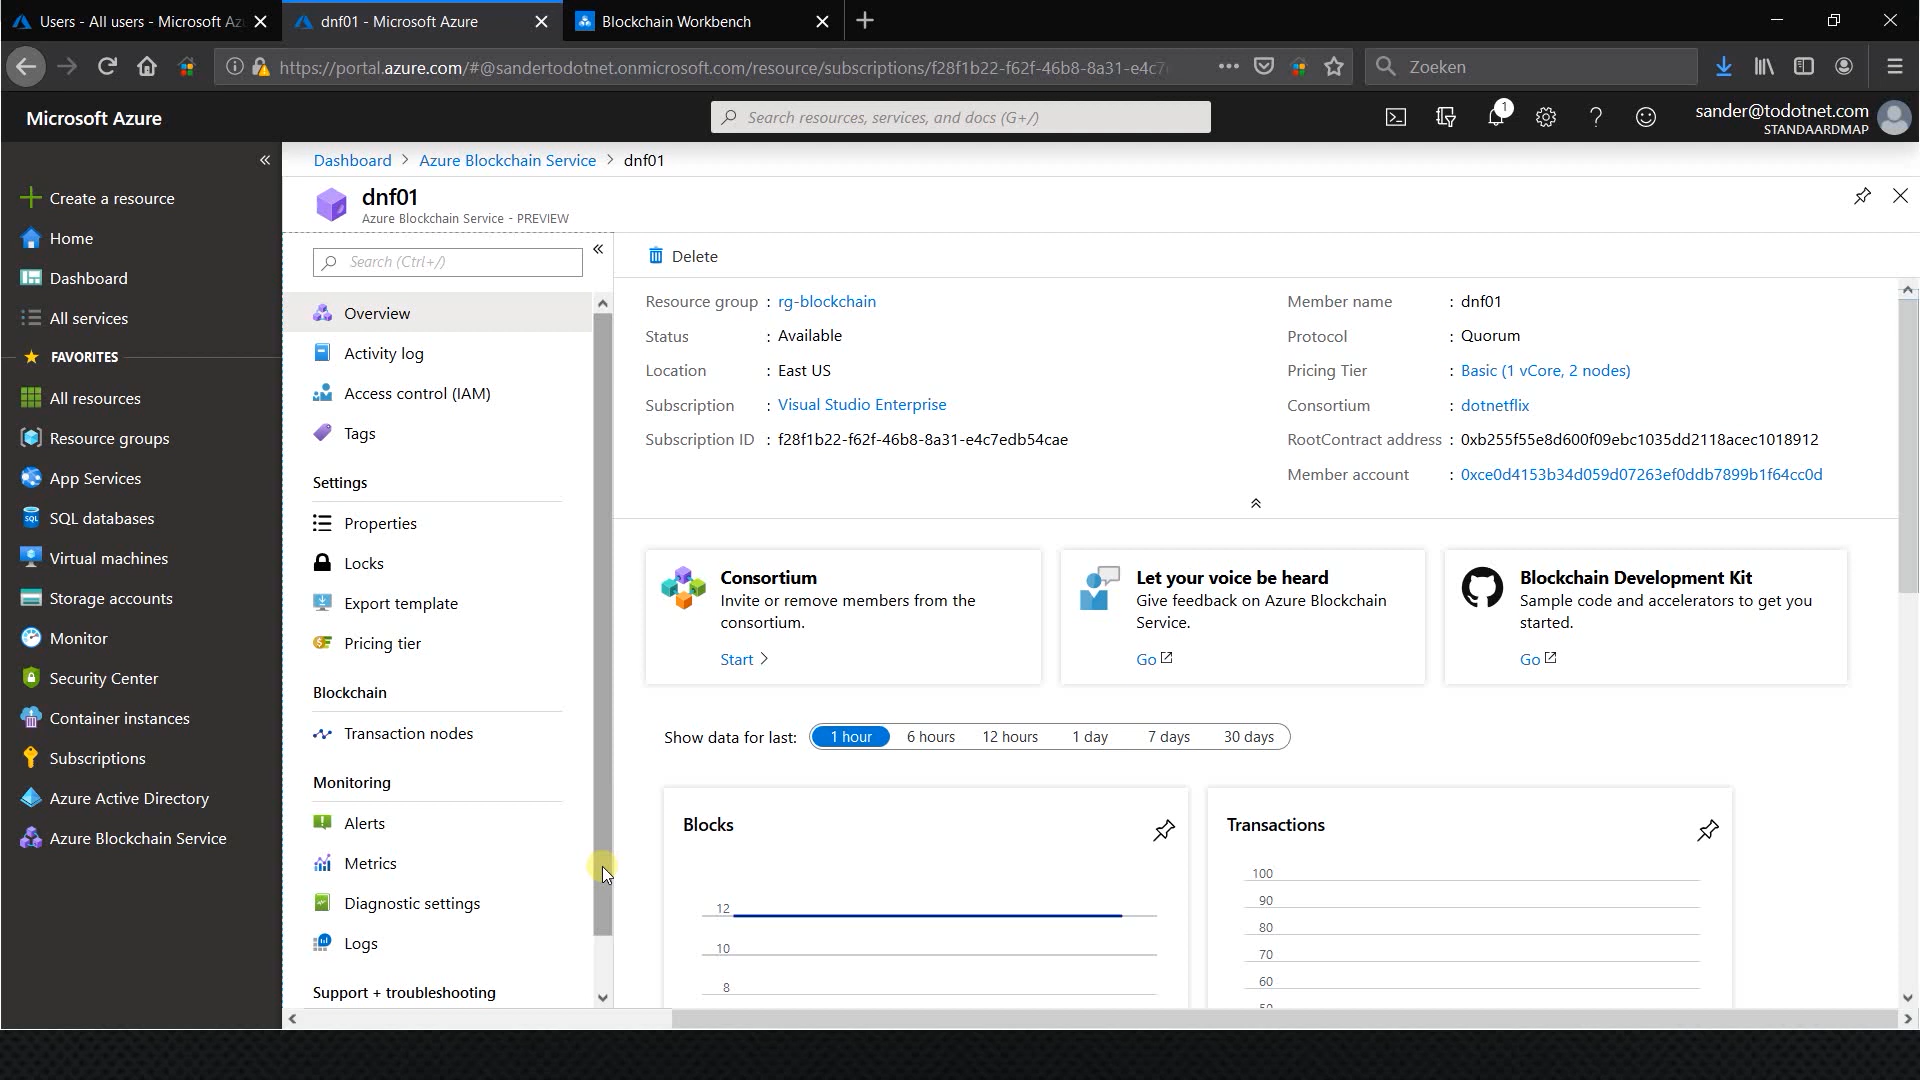 Users - All users - Microsoft Az
dnf01 - Microsoft Azure
Blockchain Workbench
https://portal.azure.com/#@sandertodotnet.onmicrosoft.com/resource/subscriptions/f28f1b22-f62f-46b8-8a31-e4c7
Zoeken
Microsoft Azure
Search resources, services, and docs (G+/)
1
sander@todotnet.com
STANDAARDMAP
Create a resource
Home
Dashboard
All services
FAVORITES
All resources
Resource groups
App Services
SQL databases
Virtual machines
Storage accounts
Monitor
Security Center
Container instances
Subscriptions
Azure Active Directory
Azure Blockchain Service
Dashboard > Azure Blockchain Service > dnf01
dnf01
Azure Blockchain Service - PREVIEW
Search (Ctrl+/)
Overview
Activity log
Access control (IAM)
Tags
Settings
Properties
Locks
Export template
Pricing tier
Blockchain
Transaction nodes
Monitoring
Alerts
Metrics
Diagnostic settings
Logs
Support + troubleshooting
Delete
Resource group : rg-blockchain
Status : Available
Location : East US
Subscription : Visual Studio Enterprise
Subscription ID : f28f1b22-f62f-46b8-8a31-e4c7edb54cae
Member name : dnf01
Protocol : Quorum
Pricing Tier : Basic (1 vCore, 2 nodes)
Consortium : dotnetflix
RootContract address : 0xb255f55e8d600f09ebc1035dd2118acec1018912
Member account : 0xce0d4153b34d059d07263ef0ddb7899b1f64cc0d
Consortium
Invite or remove members from the
consortium.
Start
Let your voice be heard
Give feedback on Azure Blockchain
Service.
Go
Blockchain Development Kit
Sample code and accelerators to get you
started.
Go
Show data for last: 1 hour 6 hours 12 hours 1 day 7 days 30 days
Blocks
12
10
8
Transactions
100
90
80
70
60